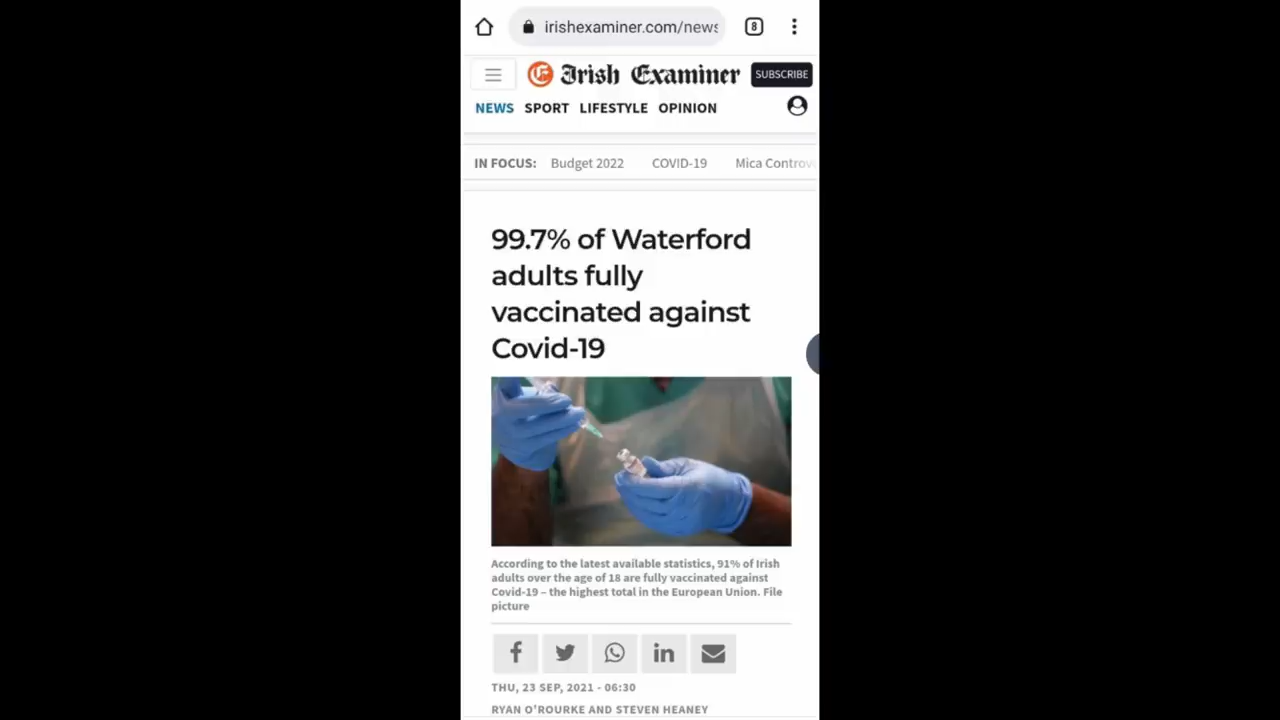 irishexaminer.com/news
8
Irish Examiner
SUBSCRIBE
NEWS SPORT LIFESTYLE OPINION
IN FOCUS: Budget 2022 COVID-19 Mica Controv
99.7% of Waterford
adults fully
vaccinated against
Covid-19
According to the latest available statistics, 91% of Irish
adults over the age of 18 are fully vaccinated against
Covid-19 – the highest total in the European Union. File
picture
THU, 23 SEP, 2021 - 06:30
RYAN O'ROURKE AND STEVEN HEANEY